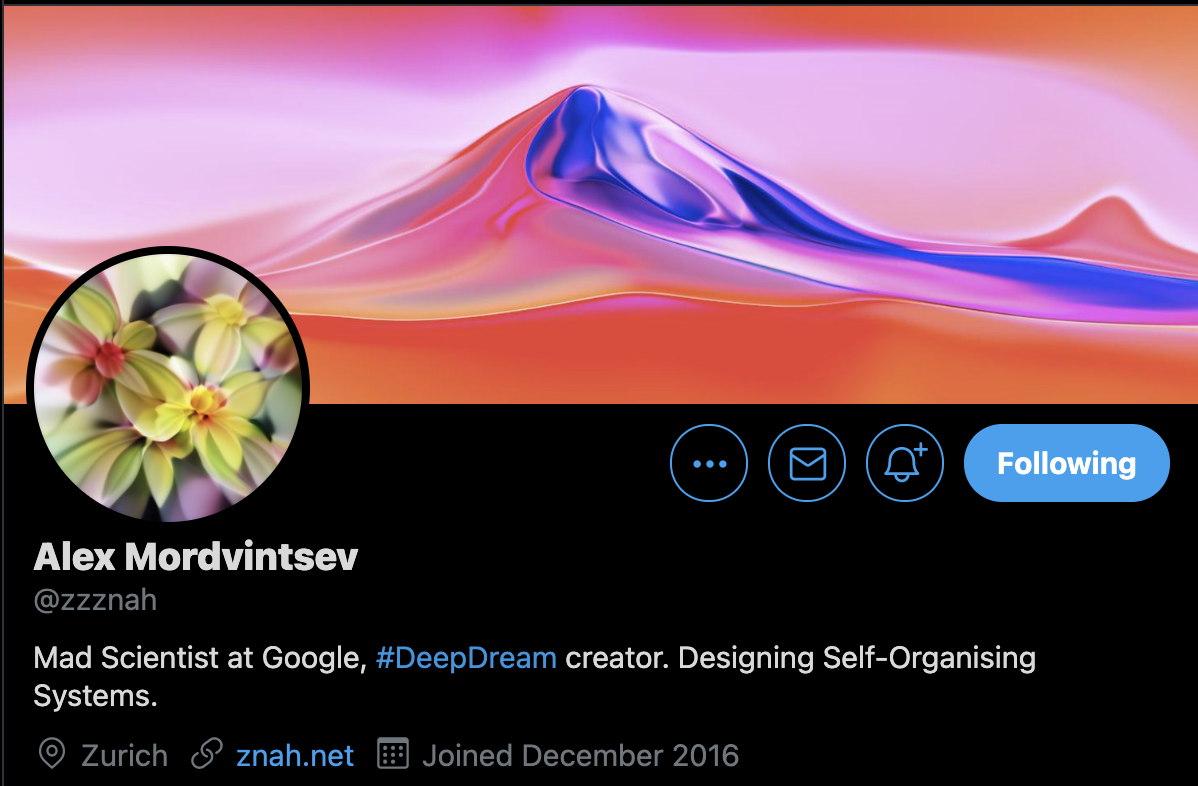 Following
Alex Mordvintsev
@zzznah
Mad Scientist at Google, #DeepDream creator. Designing Self-Organising
Systems.
Zurich znah.net Joined December 2016